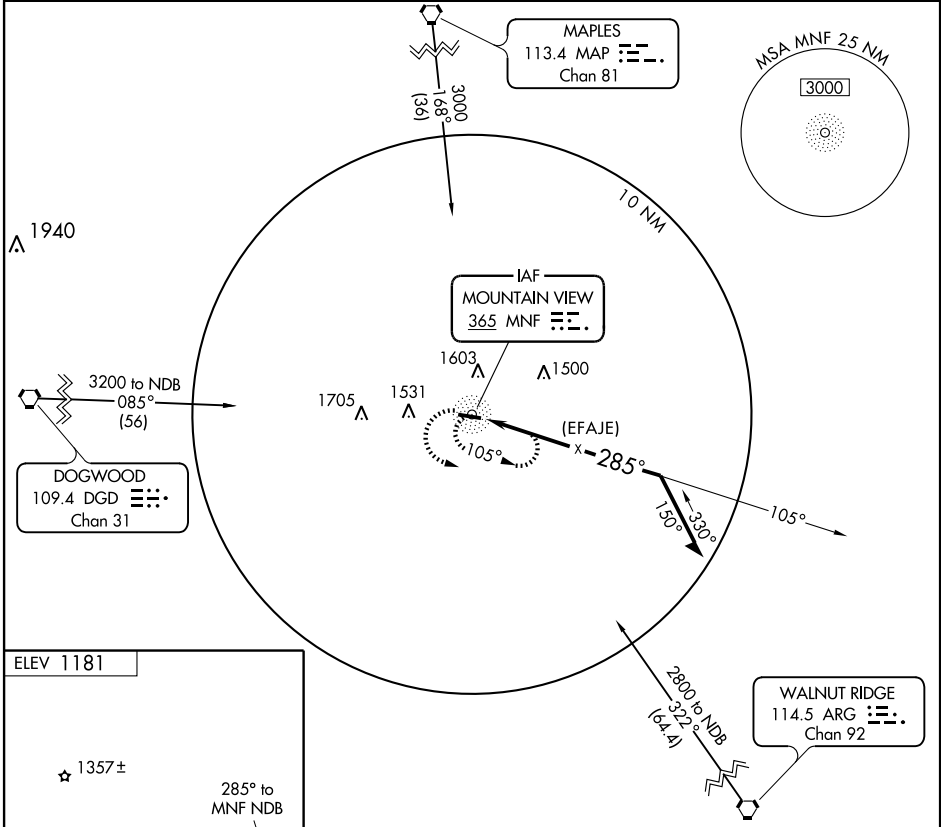 MAPLES
113.4 MAP
Chan 81
MSA MNF 25 NM
3000
3000
168°
(36)
10 NM
1940
IAF
MOUNTAIN VIEW
365 MNF
1603
1500
3200 to NDB
085°
(56)
1705
1531
(EFAJE)
x
105°
285°
DOGWOOD
109.4 DGD
Chan 31
150°
330°
105°
ELEV 1181
2800 to NDB
322°
(64.4)
WALNUT RIDGE
114.5 ARG
Chan 92
1357±
285° to
MNF NDB